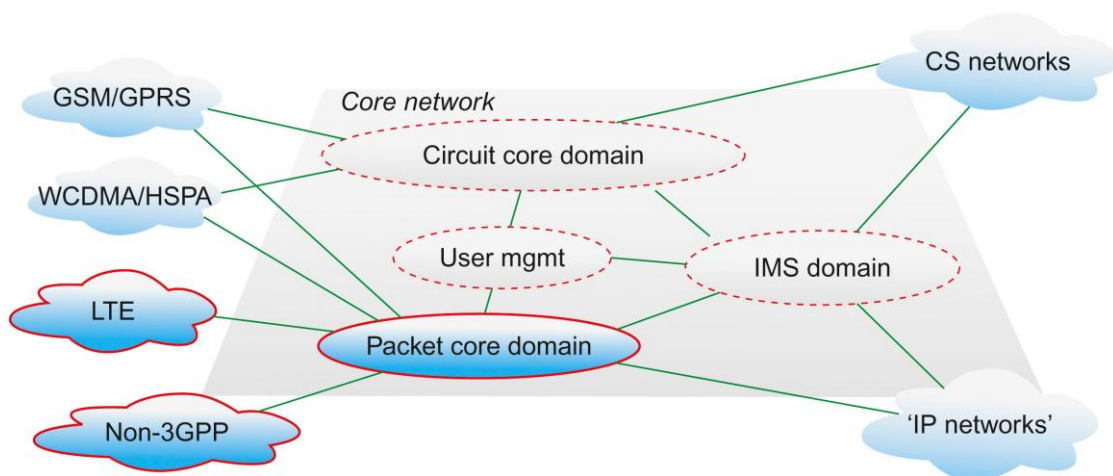 CS networks
GSM/GPRS
Core network
Circuit core domain
WCDMA/HSPA
User mgmt
IMS domain
LTE
Packet core domain
Non-3GPP
‘IP networks’